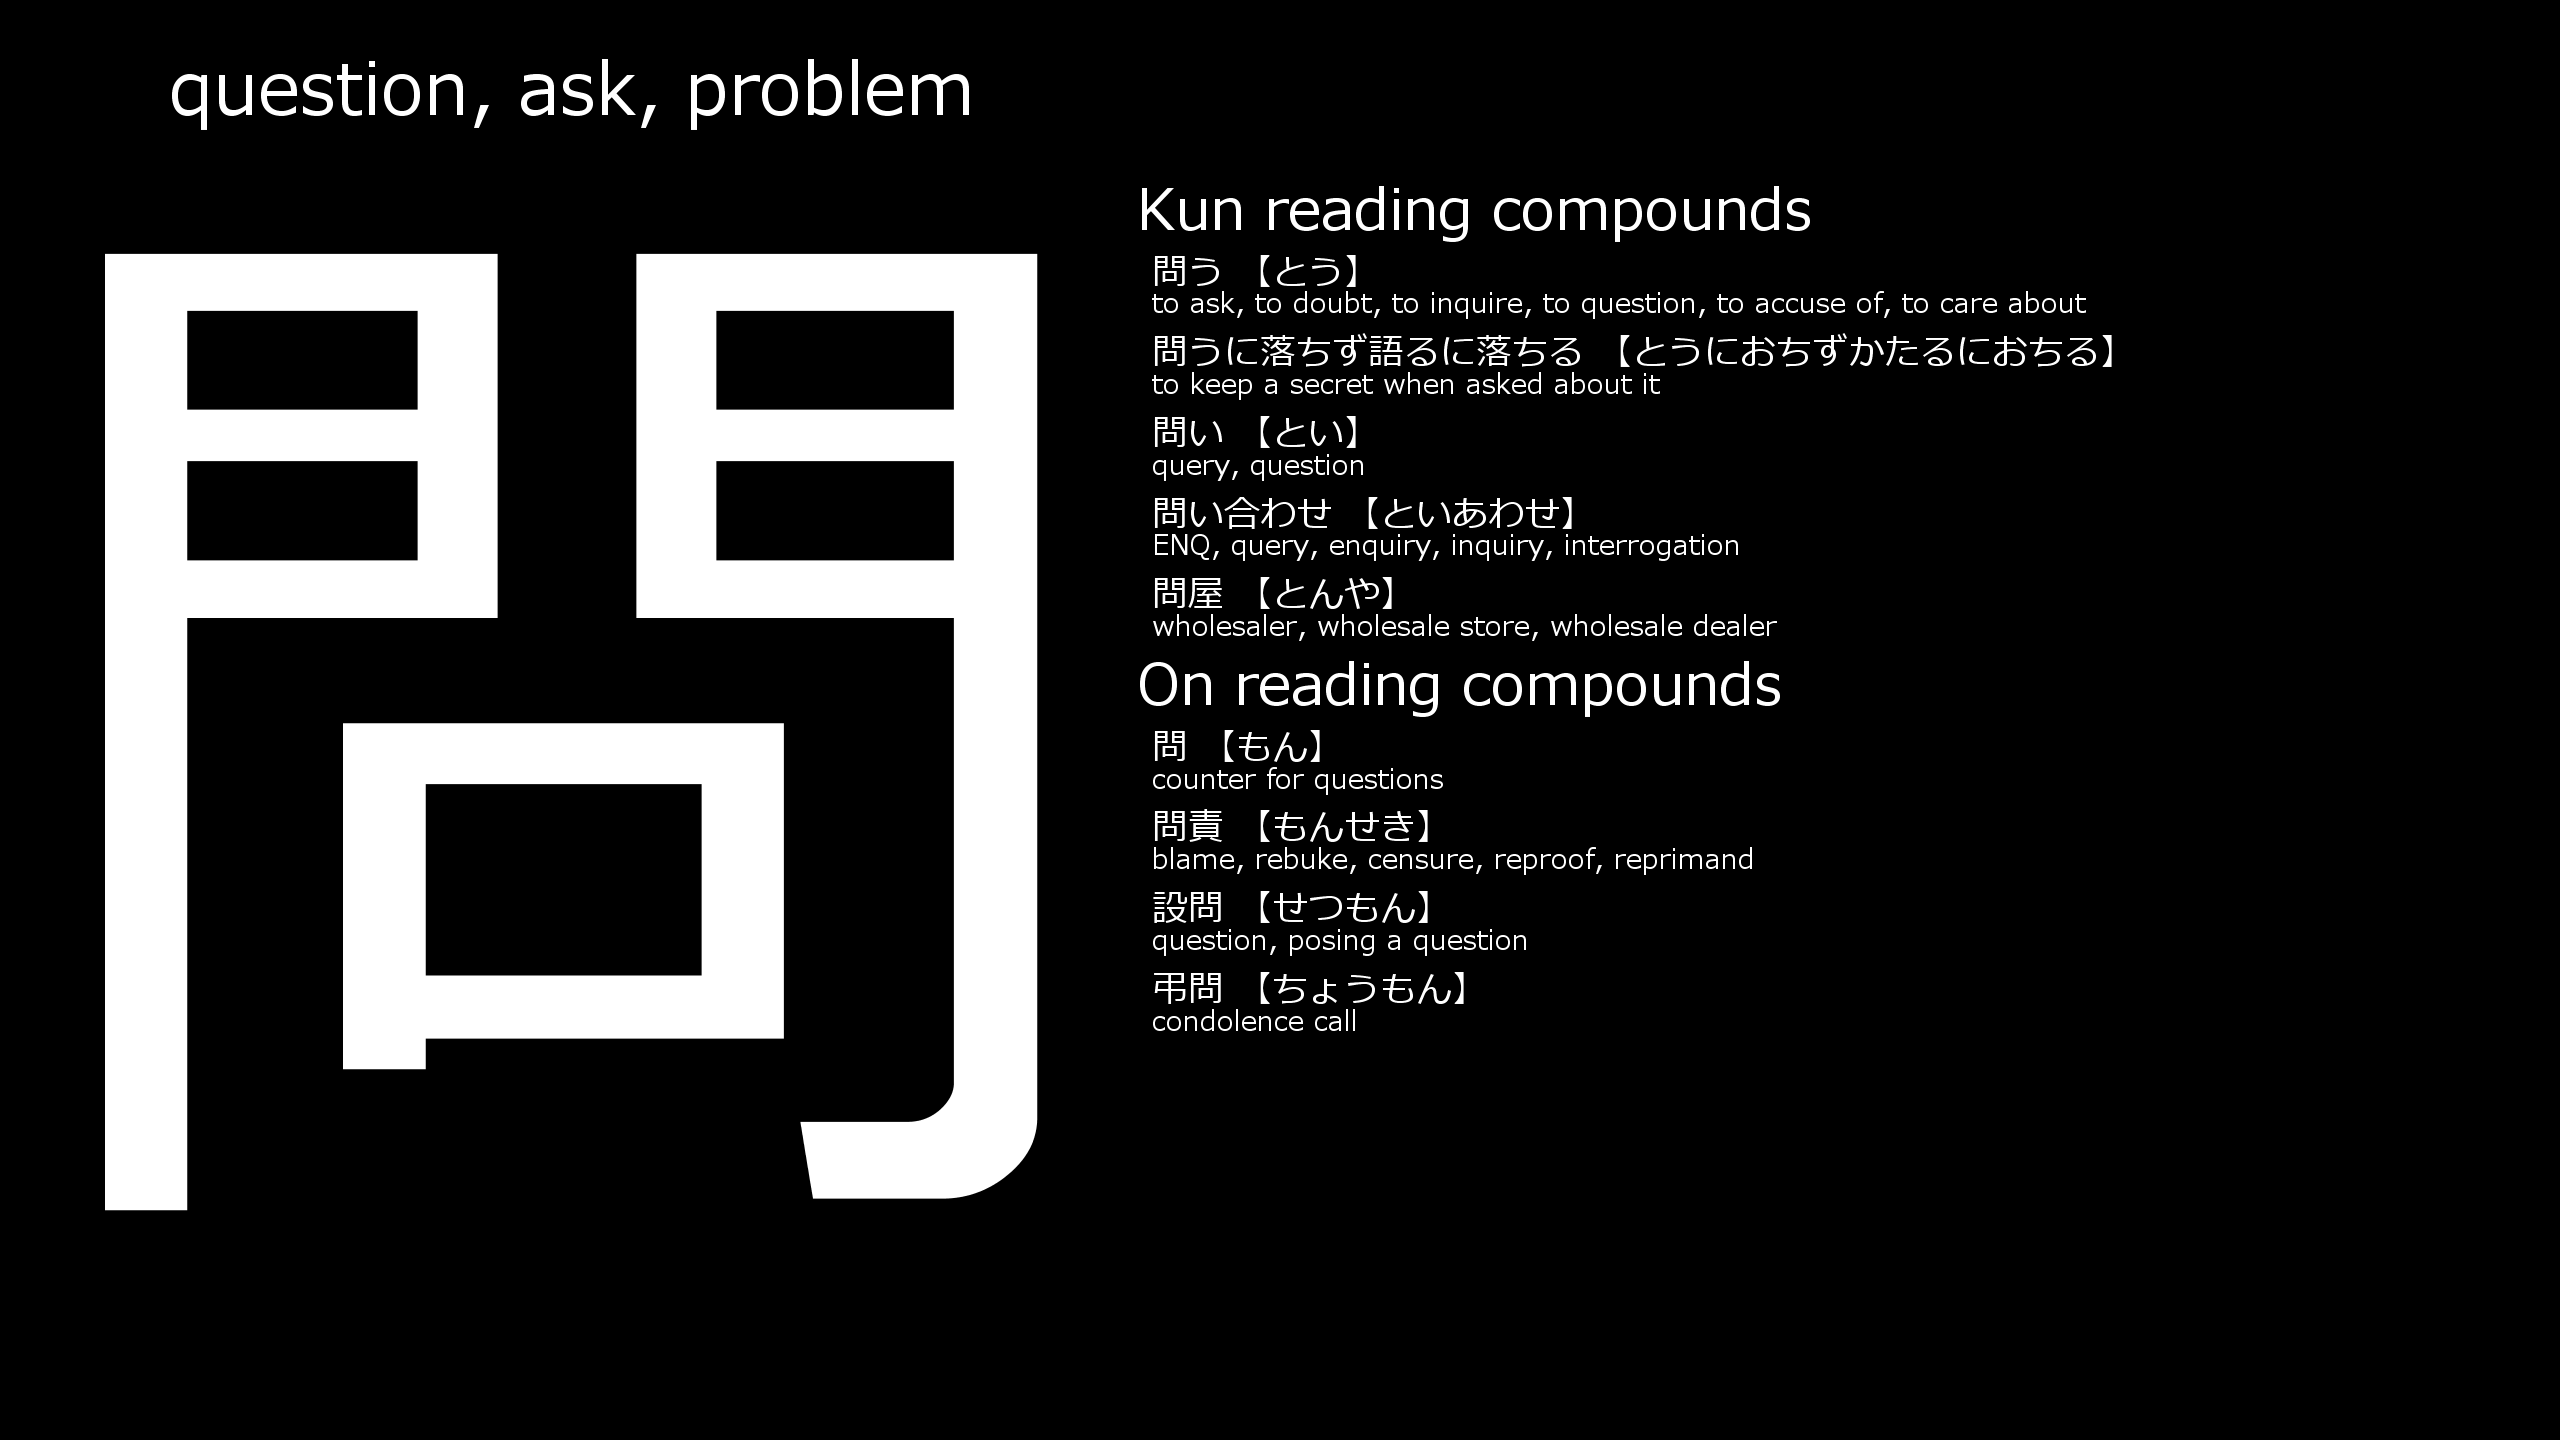 question, ask, problem
問
Kun reading compounds
問う 【とう】
to ask, to doubt, to inquire, to question, to accuse of, to care about
問うに落ちず語るに落ちる 【とうにおちずかたるにおちる】
to keep a secret when asked about it
問い 【とい】
query, question
問い合わせ 【といあわせ】
ENQ, query, enquiry, inquiry, interrogation
問屋 【とんや】
wholesaler, wholesale store, wholesale dealer
On reading compounds
問 【もん】
counter for questions
問責 【もんせき】
blame, rebuke, censure, reproof, reprimand
設問 【せつもん】
question, posing a question
弔問 【ちょうもん】
condolence call